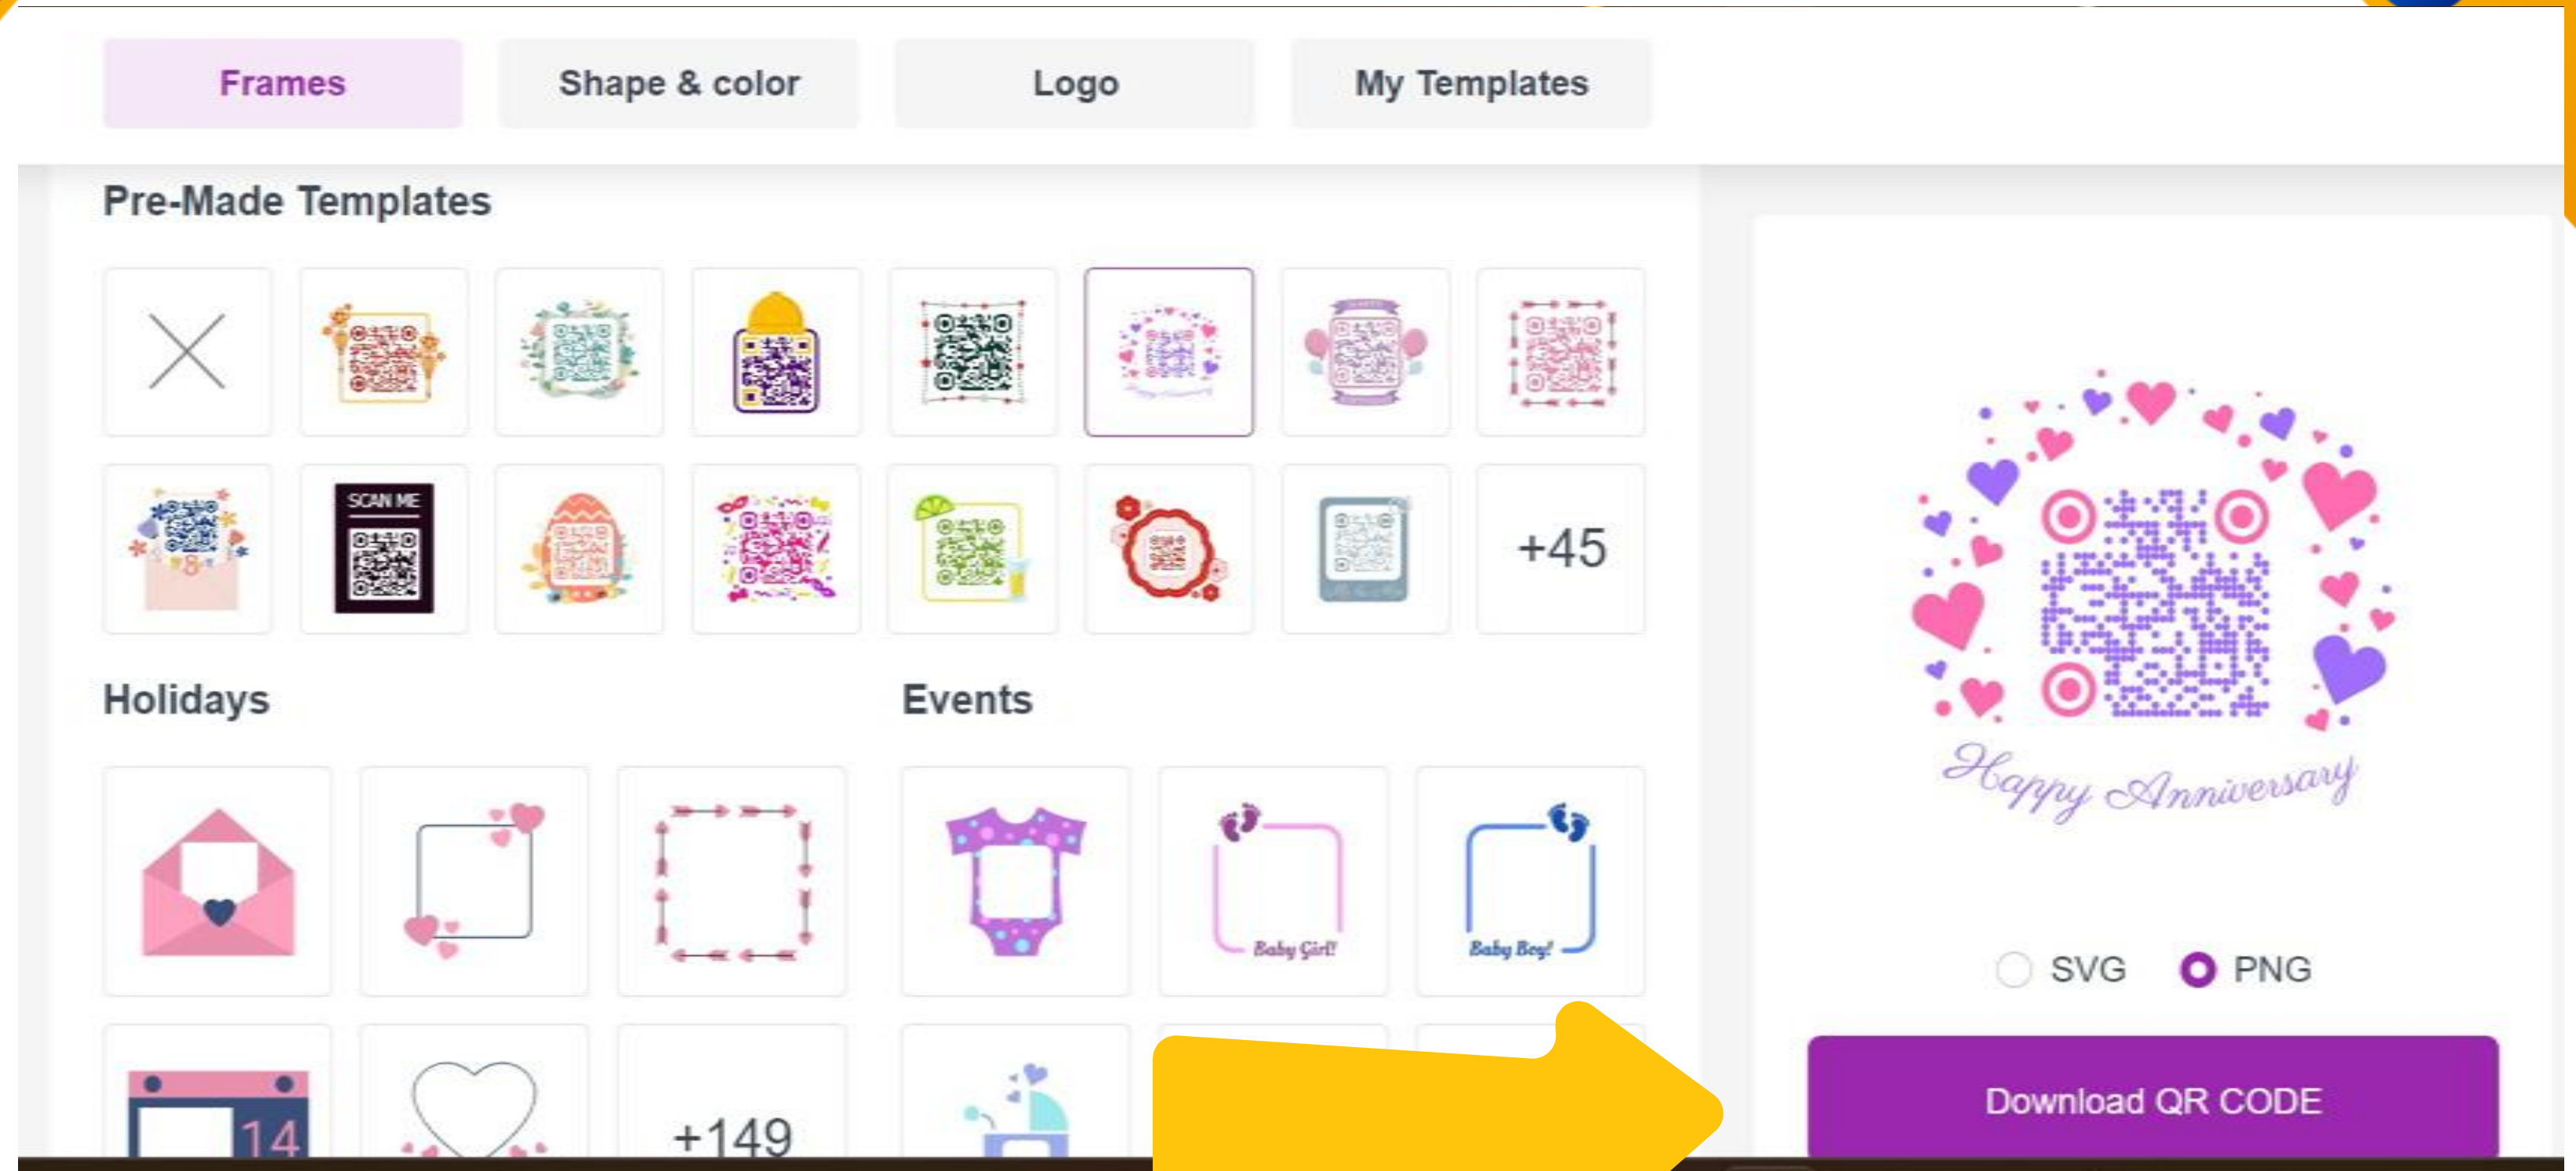 Frames
Shape & color
Logo
My Templates
Pre-Made Templates
SCAN ME
+45
Holidays
Events
Happy Anniversary
Baby Girl!
Baby Boy!
SVG
PNG
14
+149
Download QR CODE